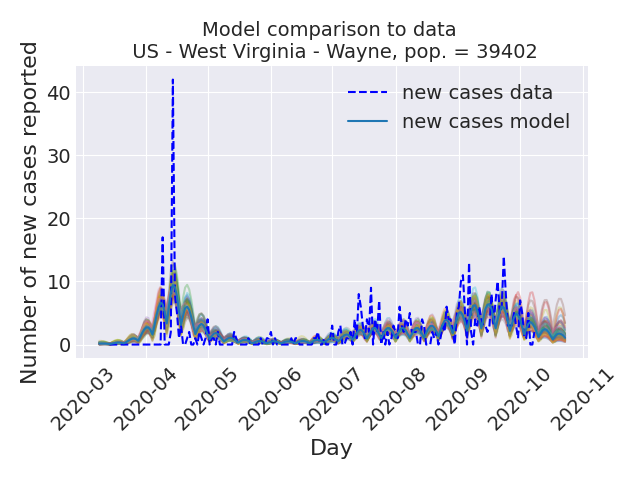 Model comparison to data
US - West Virginia - Wayne, pop. = 39402
Number of new cases reported
40
30
20
10
0
new cases data
new cases model
2020-03
2020-04
2020-05
2020-06
2020-07
2020-08
2020-09
2020-10
2020-11
Day